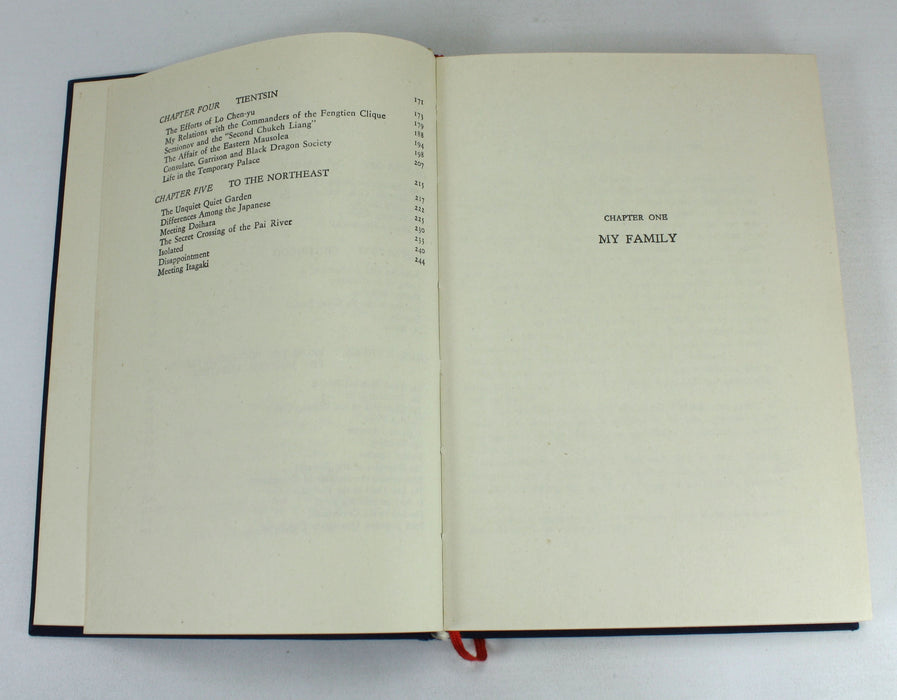 CHAPTER FOUR TIENTSIN 171
The Efforts of Lo Chen-yu 173
My Relations with the Commanders of the Fengtien Clique 179
Semionov and the "Second Chukeh Liang" 188
The Affair of the Eastern Mausolea 194
Consulate, Garrison and Black Dragon Society 198
Life in the Temporary Palace 207
CHAPTER FIVE TO THE NORTHEAST 215
The Unquiet Quiet Garden 217
Differences Among the Japanese 222
Meeting Doihara 225
The Secret Crossing of the Pai River 230
Isolated 233
Disappointment 240
Meeting Itagaki 244
CHAPTER ONE
MY FAMILY